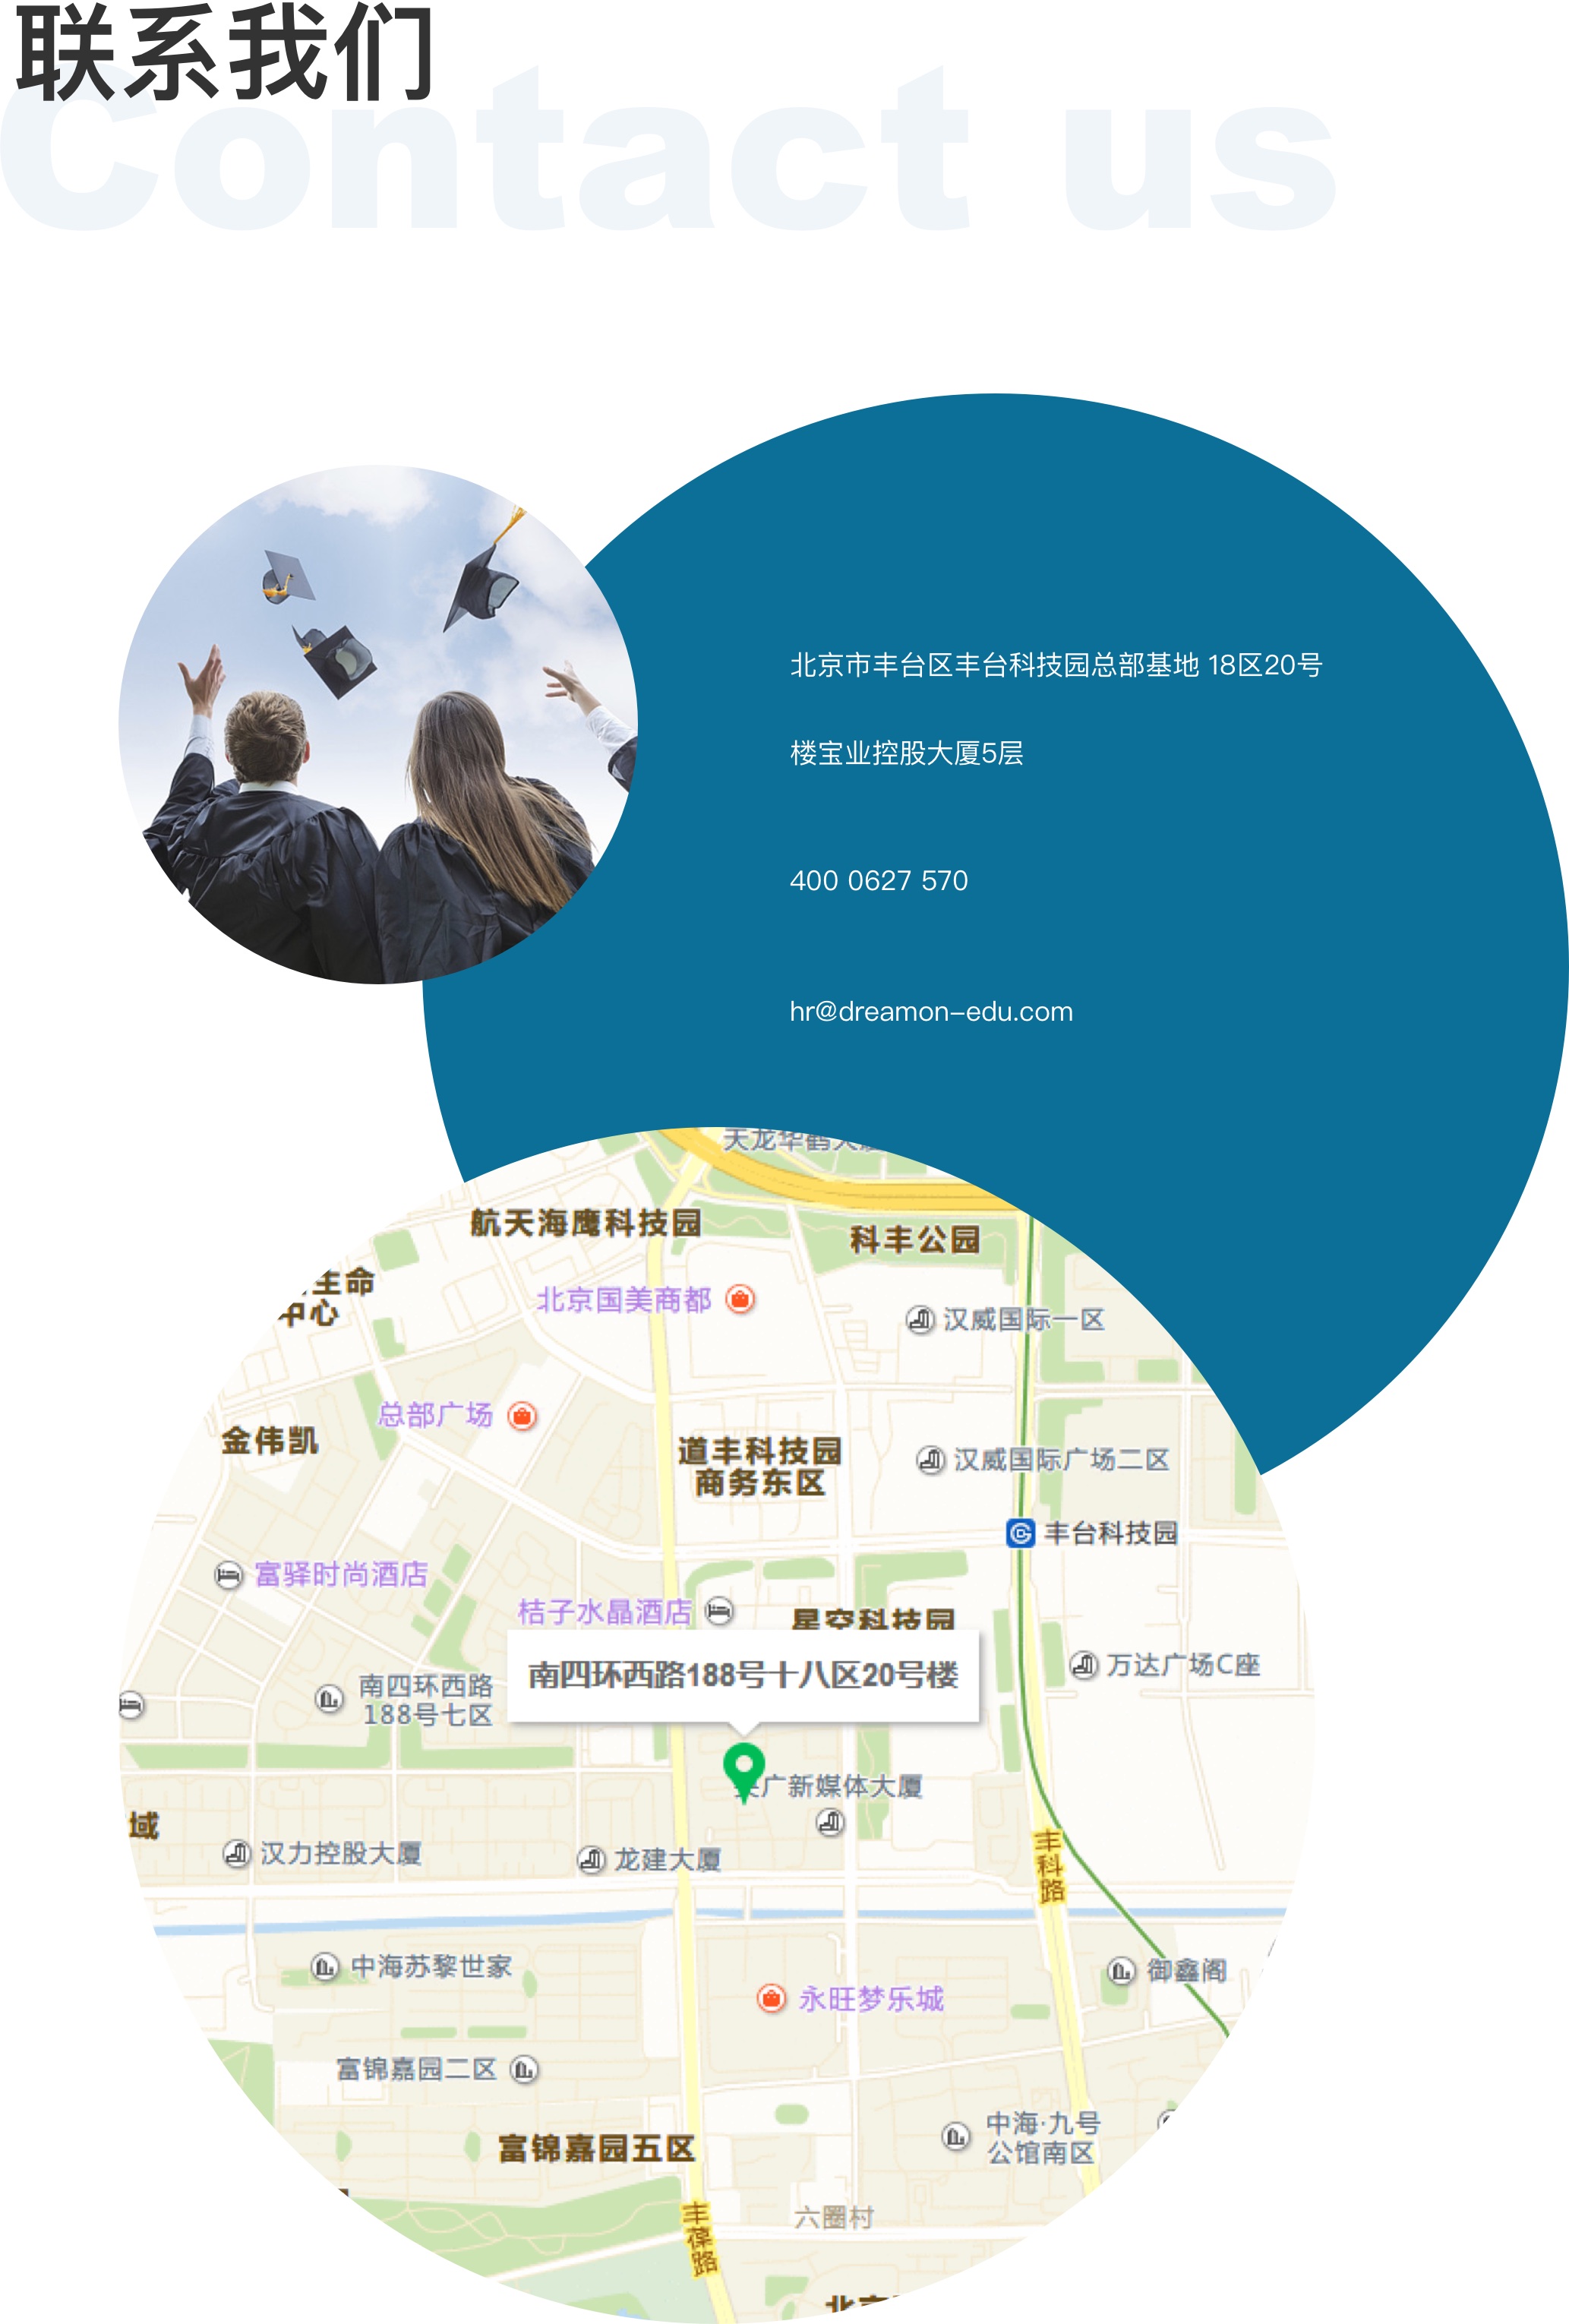 联系我们
Contact us
北京市丰台区丰台科技园总部基地 18区20号
楼宝业控股大厦5层
400 0627 570
hr@dreamon-edu.com
航天海鹰科技园
科丰公园
生命
中心
北京国美商都
汉威国际一区
总部广场
金伟凯
道丰科技园
商务东区
汉威国际广场二区
丰台科技园
富驿时尚酒店
桔子水晶酒店
星空科技园
南四环西路188号十八区20号楼
万达广场C座
南四环西路
188号七区
广新媒体大厦
域
汉力控股大厦
龙建大厦
丰科路
中海苏黎世家
御鑫阁
永旺梦乐城
富锦嘉园二区
中海·九号
公馆南区
富锦嘉园五区
六圈村
丰葆路